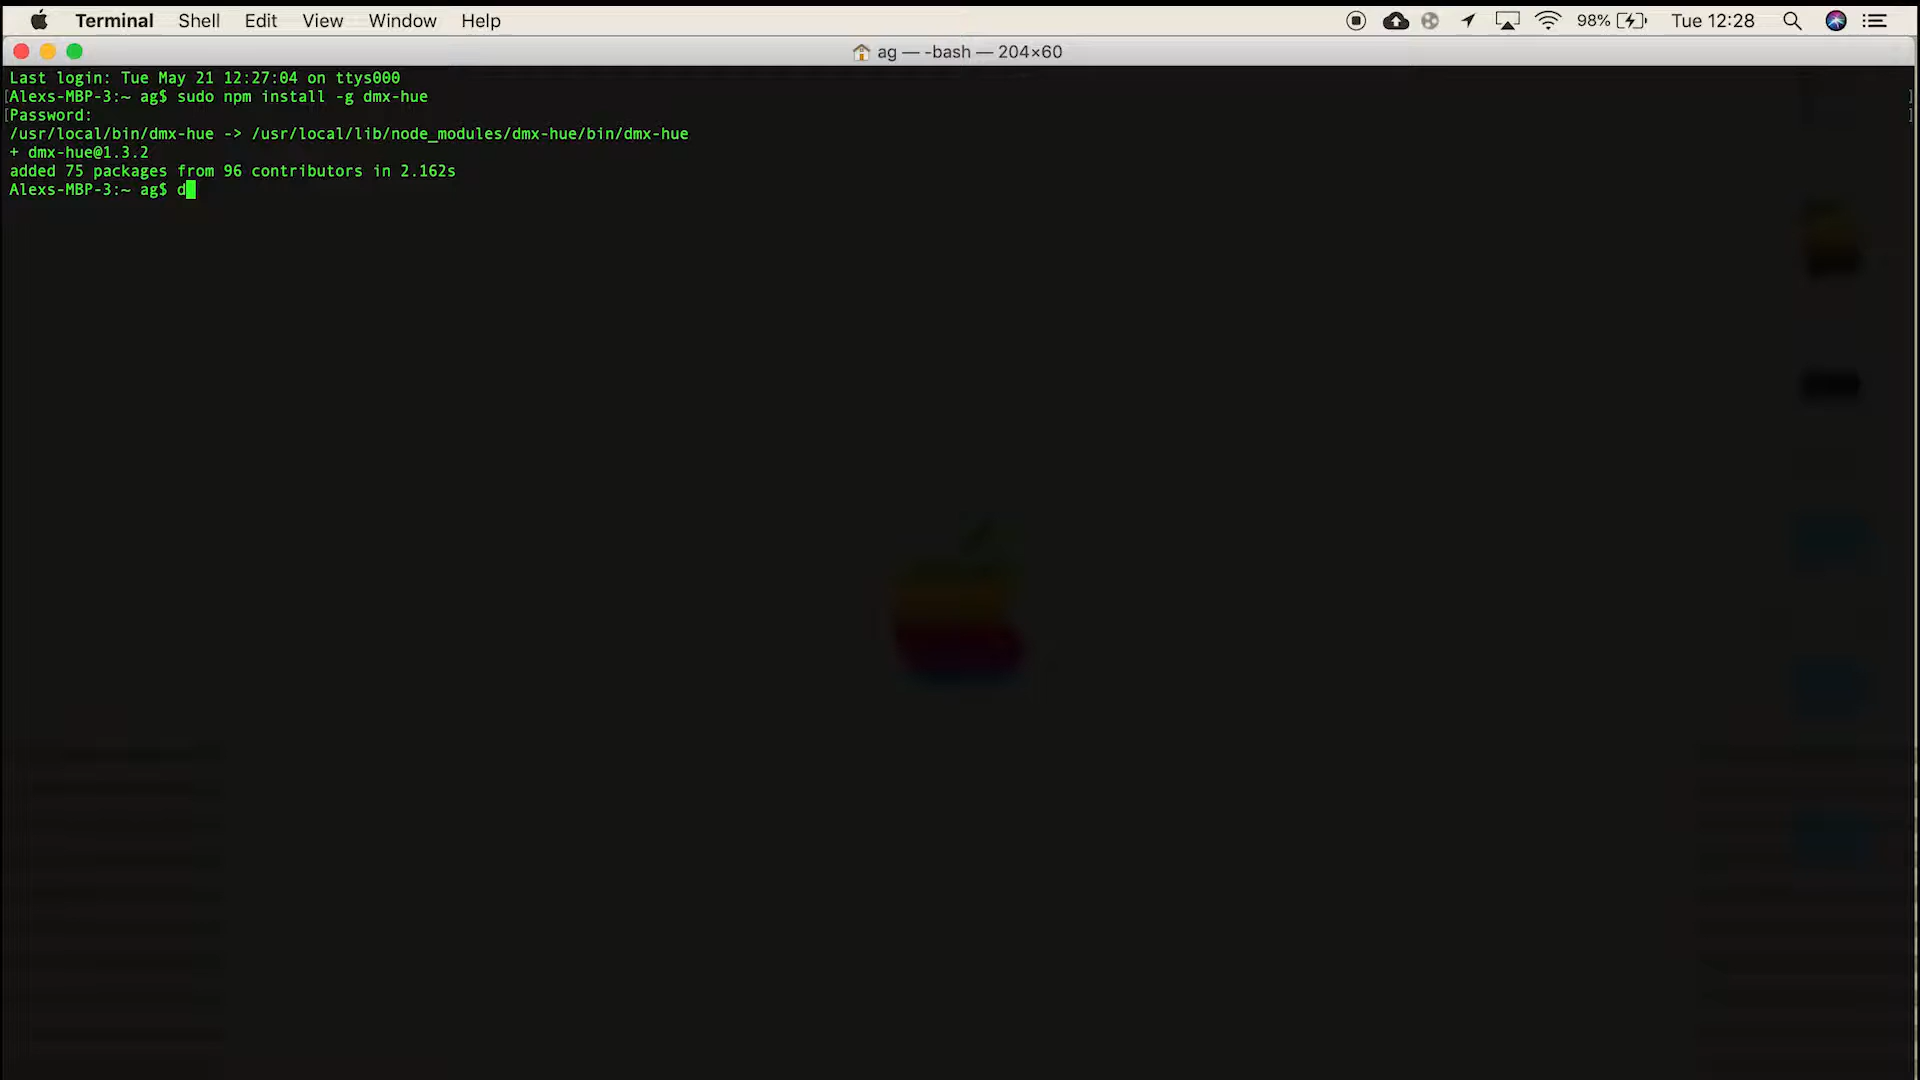 Terminal Shell Edit View Window Help 98% Tue 12:28
ag — -bash — 204×60
Last login: Tue May 21 12:27:04 on ttys000
[Alexs-MBP-3:~ ag$ sudo npm install -g dmx-hue ]
[Password: ]
/usr/local/bin/dmx-hue -> /usr/local/lib/node_modules/dmx-hue/bin/dmx-hue
+ dmx-hue@1.3.2
added 75 packages from 96 contributors in 2.162s
Alexs-MBP-3:~ ag$ d